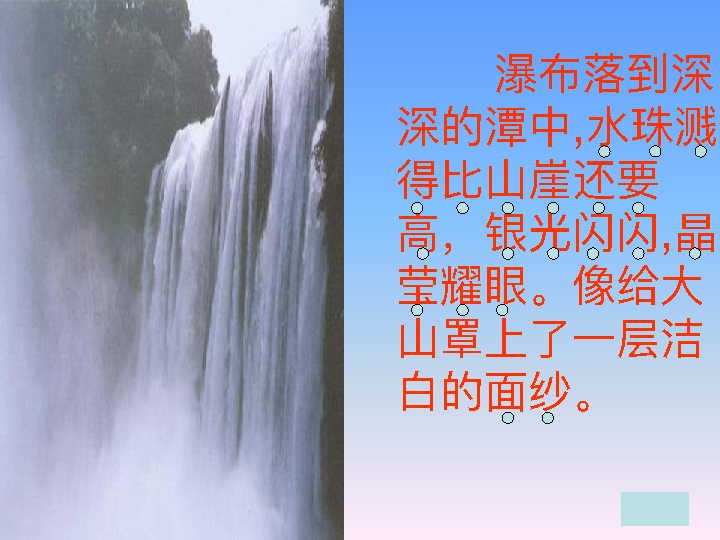 瀑布落到深
深的潭中,水珠溅
得比山崖还要
高，银光闪闪,晶
莹耀眼。像给大
山罩上了一层洁
白的面纱。